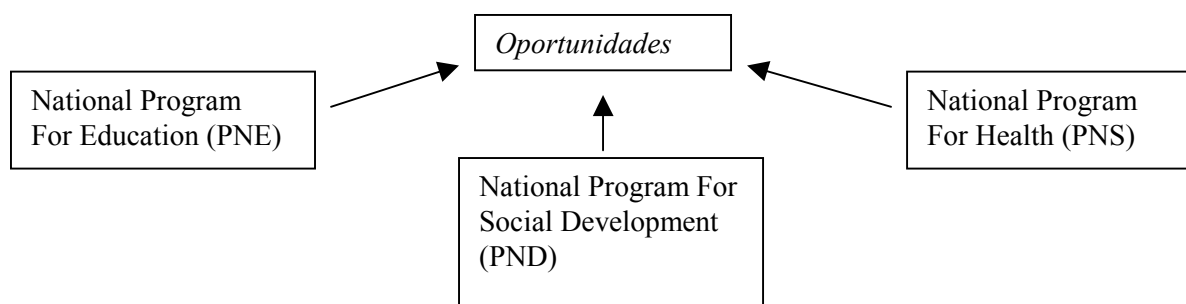 Oportunidades
National Program
For Education (PNE)
National Program
For Health (PNS)
National Program For
Social Development
(PND)